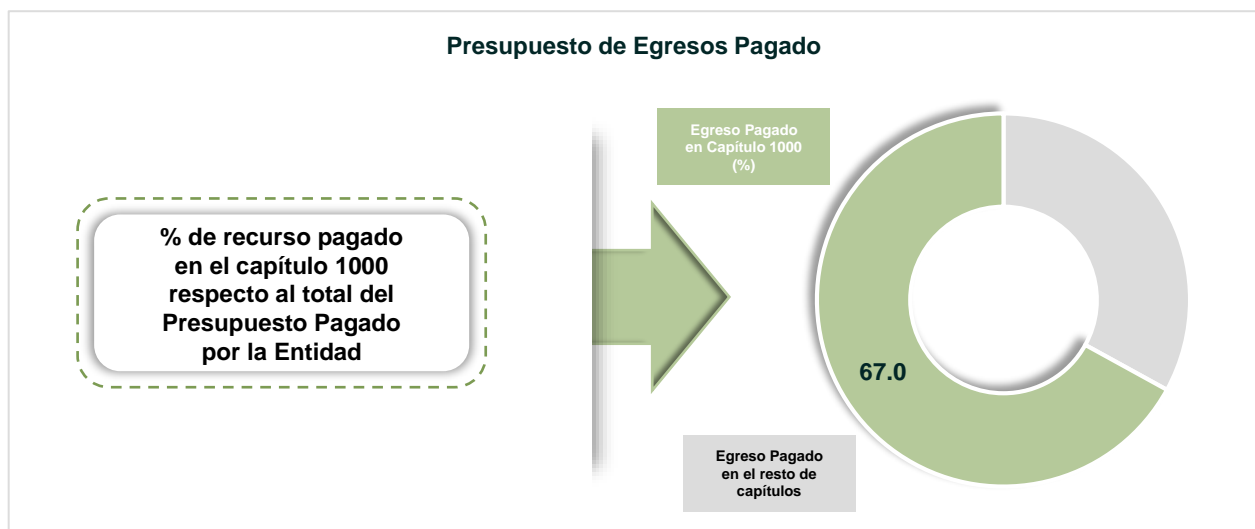 Presupuesto de Egresos Pagado
Egreso Pagado
en Capítulo 1000
(%)
% de recurso pagado
en el capítulo 1000
respecto al total del
Presupuesto Pagado
por la Entidad
67.0
Egreso Pagado
en el resto de
capítulos